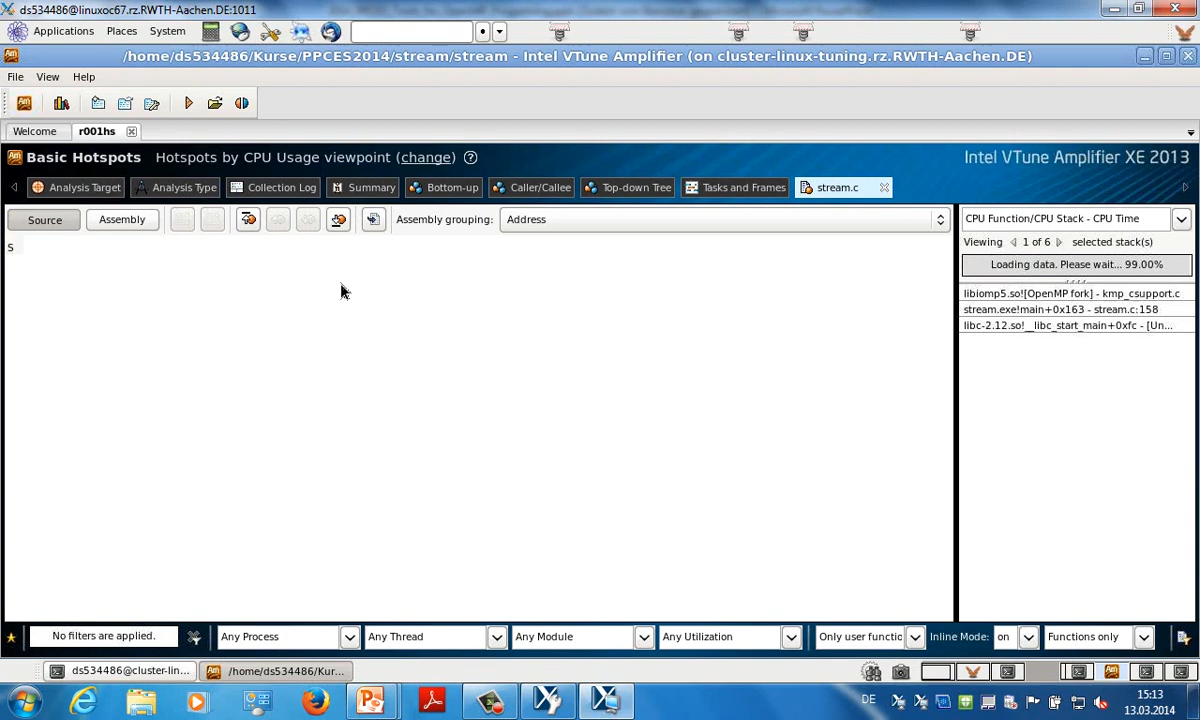 ds534486@linuxoc67.rz.RWTH-Aachen.DE:1011
Applications Places System
/home/ds534486/Kurse/PPCES2014/stream/stream - Intel VTune Amplifier (on cluster-linux-tuning.rz.RWTH-Aachen.DE)
File View Help
Welcome r001hs
Basic Hotspots Hotspots by CPU Usage viewpoint (change) Intel VTune Amplifier XE 2013
Analysis Target Analysis Type Collection Log Summary Bottom-up Caller/Callee Top-down Tree Tasks and Frames stream.c
Source Assembly Assembly grouping: Address
CPU Function/CPU Stack - CPU Time
Viewing 1 of 6 selected stack(s)
S
Loading data. Please wait... 99.00%
libiomp5.so![OpenMP fork] - kmp_csupport.c
stream.exe!main+0x163 - stream.c:158
libc-2.12.so!__libc_start_main+0xfc - [Un...
No filters are applied. Any Process Any Thread Any Module Any Utilization Only user functic Inline Mode: on Functions only
ds534486@cluster-lin... /home/ds534486/Kur...
DE 15:13
13.03.2014